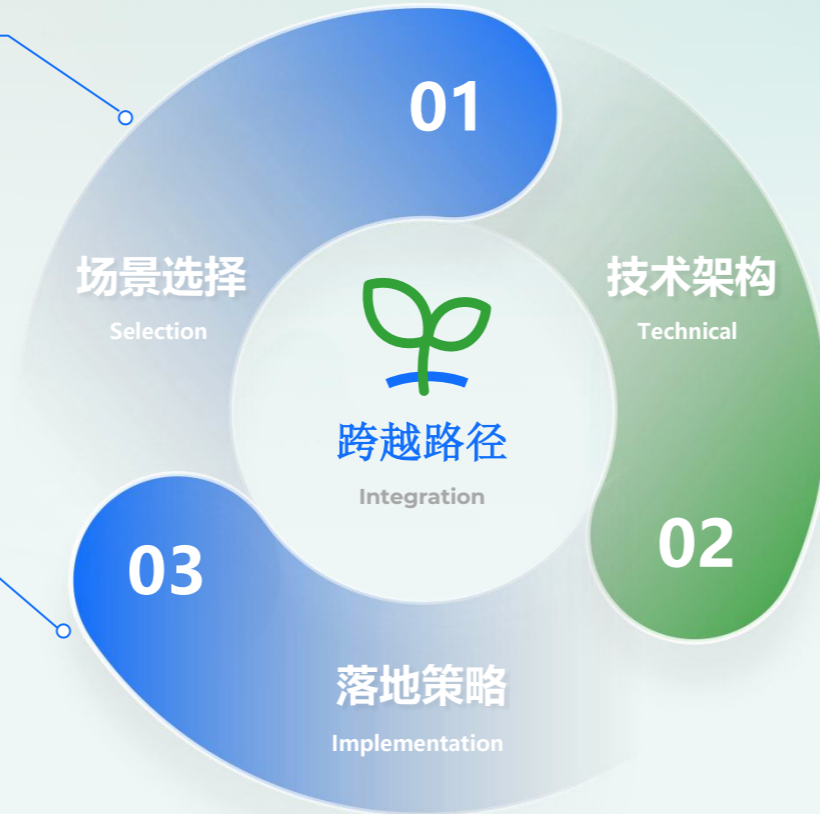 01
场景选择
Selection
技术架构
Technical
02
跨越路径
Integration
03
落地策略
Implementation